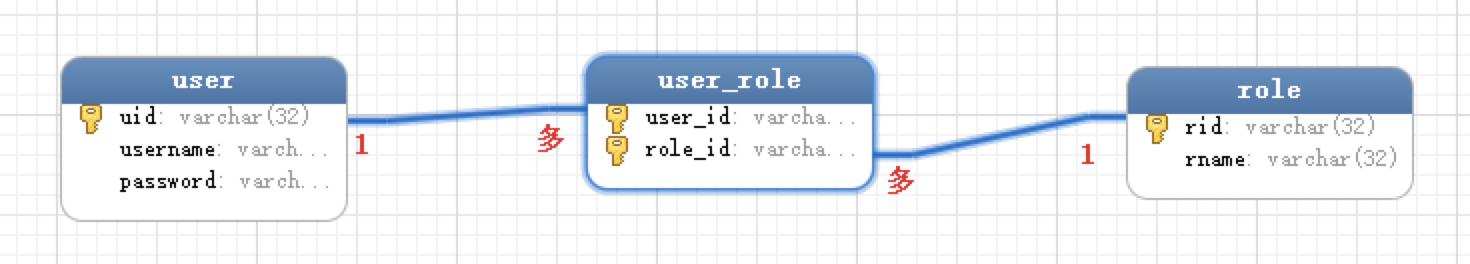 user
uid: varchar(32)
username: varch...
password: varch...
1
多
user_role
user_id: varcha...
role_id: varcha...
多
1
role
rid: varchar(32)
rname: varchar(32)